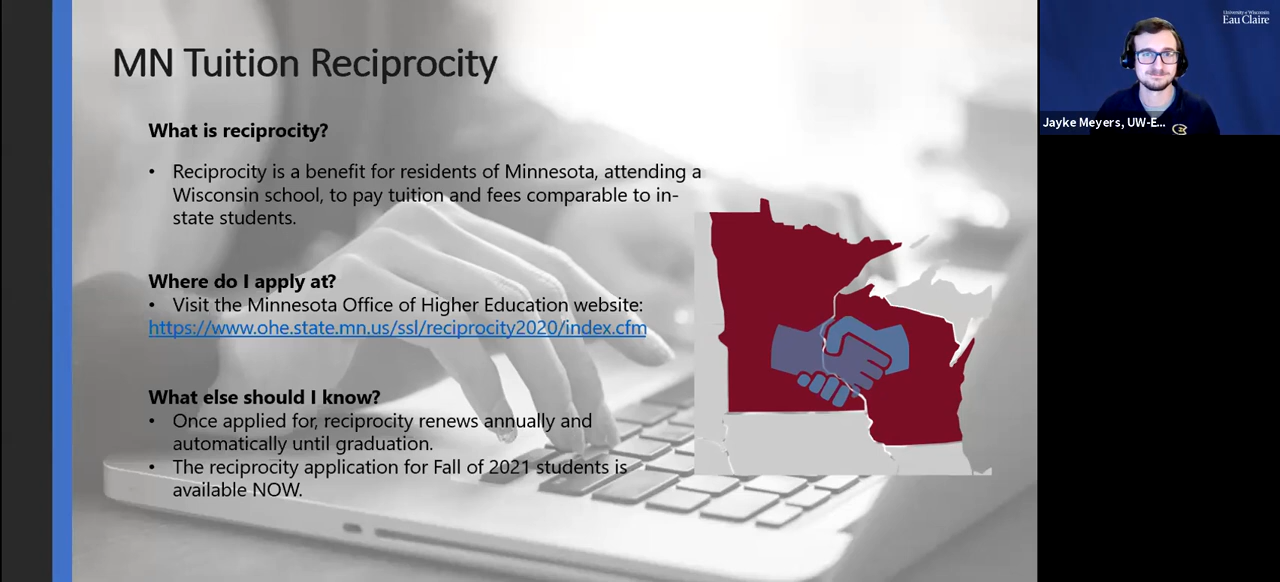 MN Tuition Reciprocity
What is reciprocity?
• Reciprocity is a benefit for residents of Minnesota, attending a
Wisconsin school, to pay tuition and fees comparable to in-
state students.
Where do I apply at?
• Visit the Minnesota Office of Higher Education website:
https://www.ohe.state.mn.us/ssl/reciprocity2020/index.cfm
What else should I know?
• Once applied for, reciprocity renews annually and
automatically until graduation.
• The reciprocity application for Fall of 2021 students is
available NOW.
University of Wisconsin
Eau Claire
Jayke Meyers, UW-E...